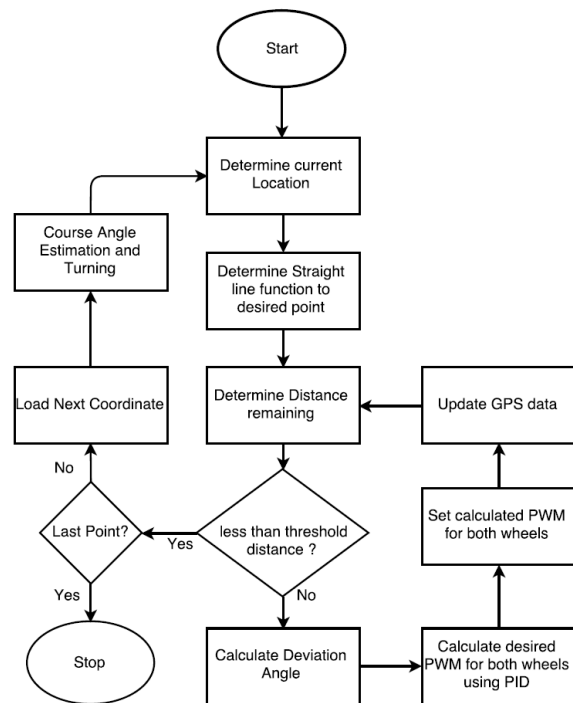 Start
Determine current
Location
Course Angle
Estimation and
Turning
Determine Straight
line function to
desired point
Load Next Coordinate
Determine Distance
remaining
Update GPS data
No
Last Point?
Yes
less than threshold
distance ?
Set calculated PWM
for both wheels
Yes
No
Stop
Calculate Deviation
Angle
Calculate desired
PWM for both wheels
using PID